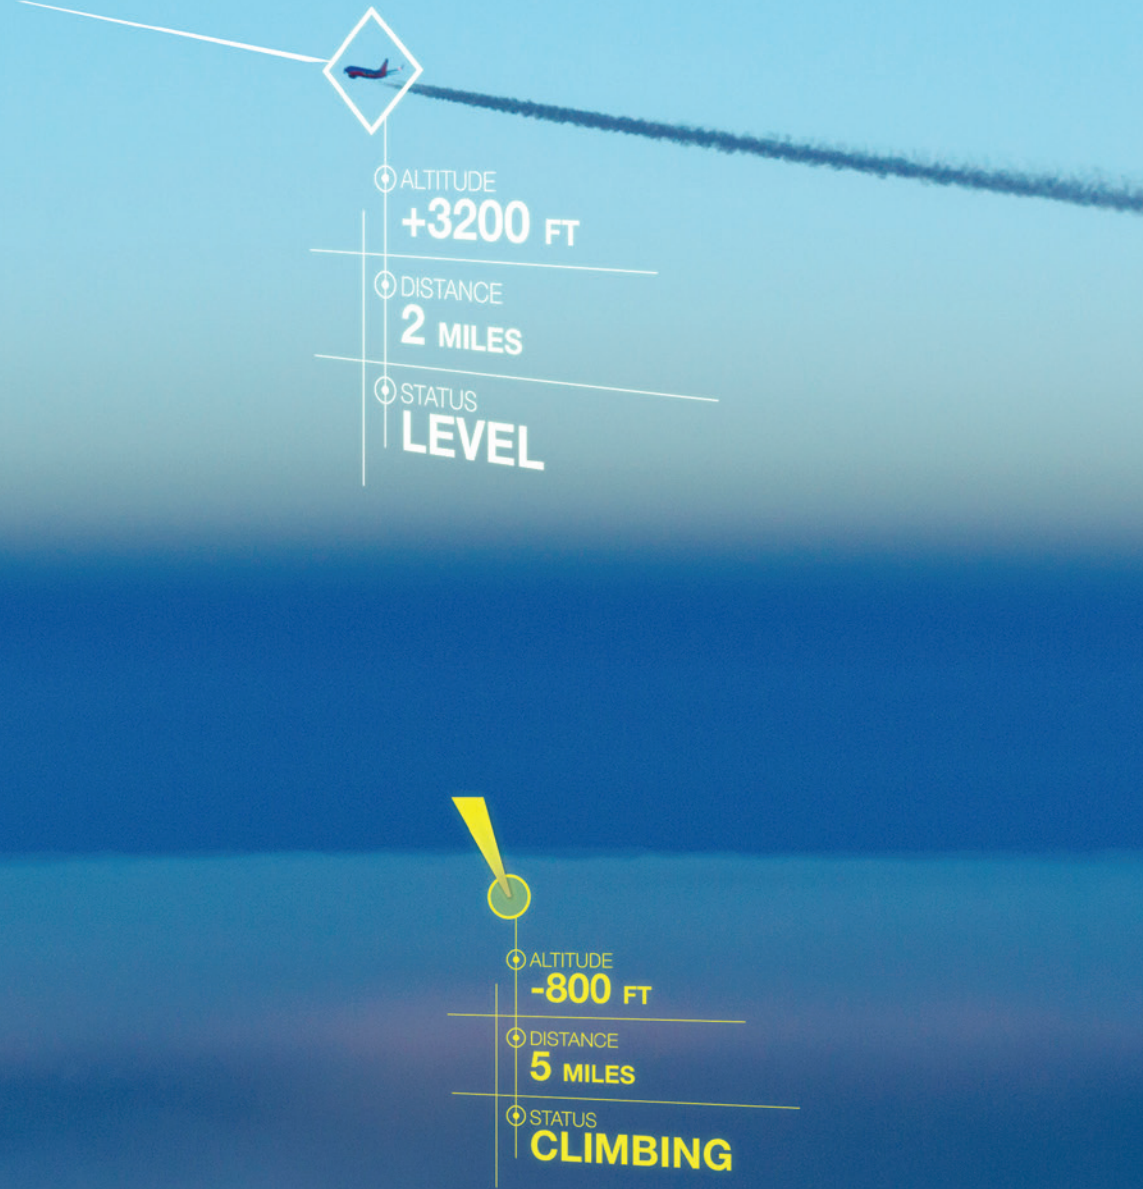 ALTITUDE
+3200 FT
DISTANCE
2 MILES
STATUS
LEVEL
ALTITUDE
-800 FT
DISTANCE
5 MILES
STATUS
CLIMBING